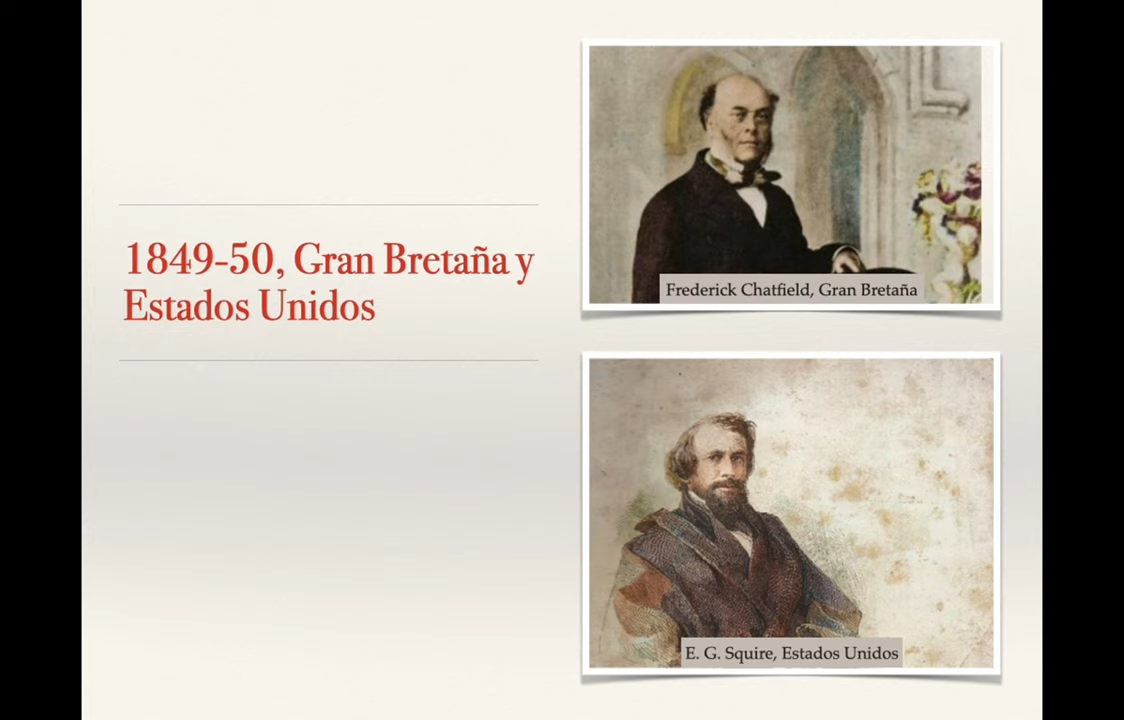 1849-50, Gran Bretaña y
Estados Unidos
Frederick Chatfield, Gran Bretaña
E. G. Squire, Estados Unidos